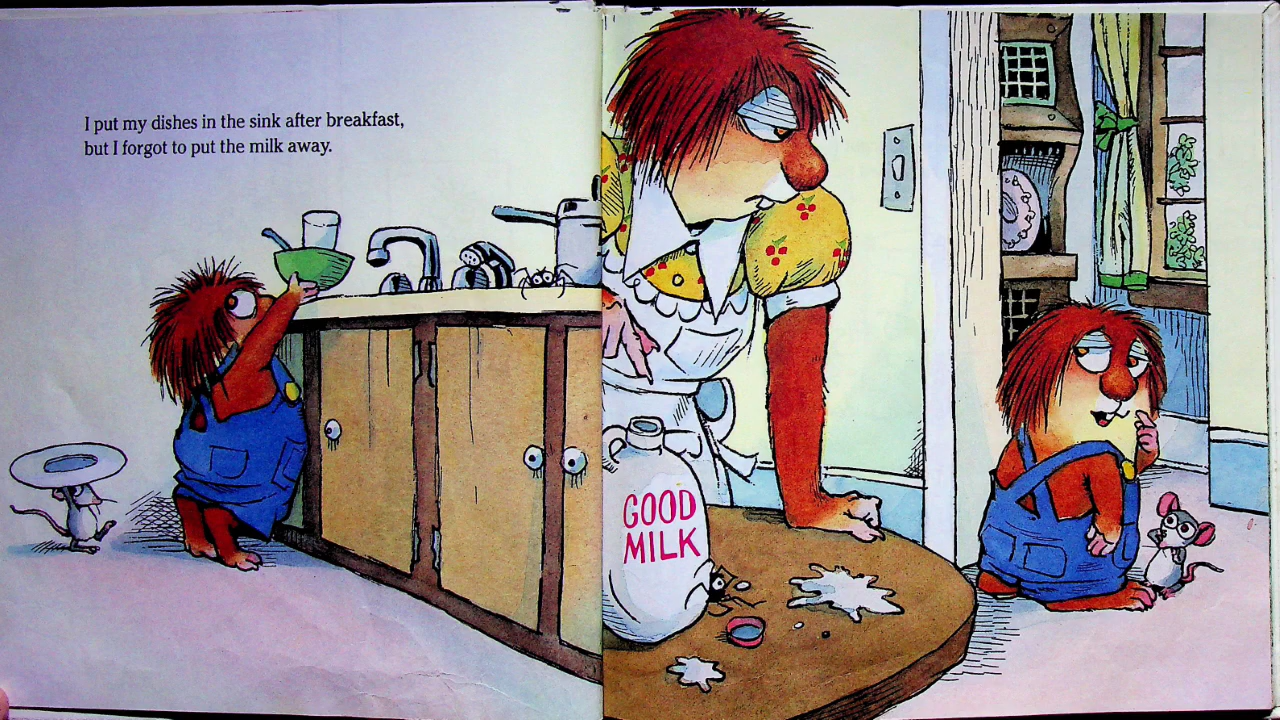 I put my dishes in the sink after breakfast,
but I forgot to put the milk away.
GOOD
MILK